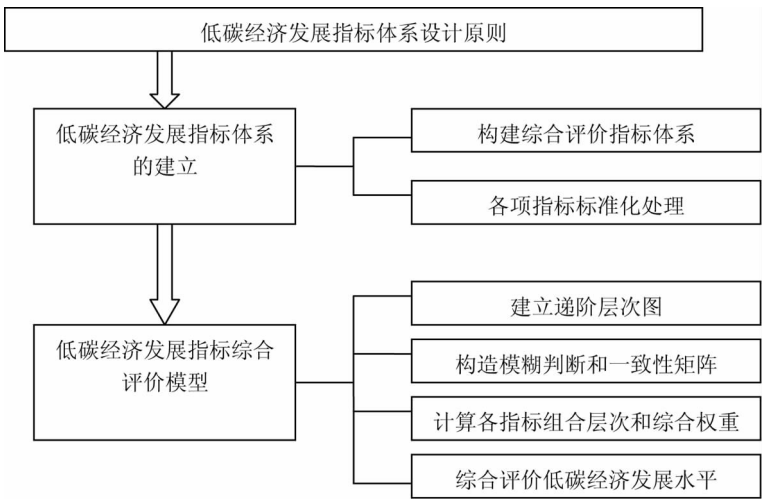 低碳经济发展指标体系设计原则
低碳经济发展指标体系
的建立
构建综合评价指标体系
各项指标标准化处理
低碳经济发展指标综合
评价模型
建立递阶层次图
构造模糊判断和一致性矩阵
计算各指标组合层次和综合权重
综合评价低碳经济发展水平